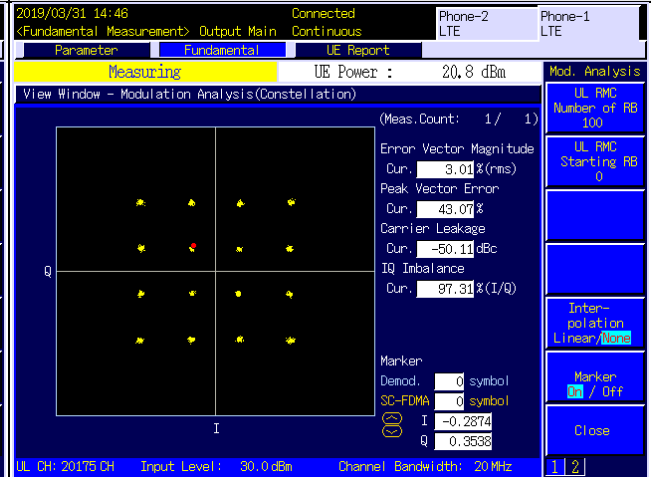 2019/03/31 14:46 Connected Phone-2 Phone-1
<Fundamental Measurement> Output Main Continuous LTE LTE
Parameter Fundamental UE Report
Measuring UE Power : 20.8 dBm Mod. Analysis
View Window - Modulation Analysis(Constellation)
(Meas.Count: 1/ 1)
Error Vector Magnitude
Cur. 3.01 %(rms)
Peak Vector Error
Cur. 43.07 %
Carrier Leakage
Cur. -50.11 dBc
IQ Imbalance
Cur. 97.31 %(I/Q)
Q
I
Marker
Demod. 0 symbol
SC-FDMA 0 symbol
I -0.2874
Q 0.3538
UL RMC
Number of RB
100
UL RMC
Starting RB
0
Inter-
polation
Linear/None
Marker
On / Off
Close
UL CH: 20175 CH Input Level: 30.0 dBm Channel Bandwidth: 20 MHz 1 2